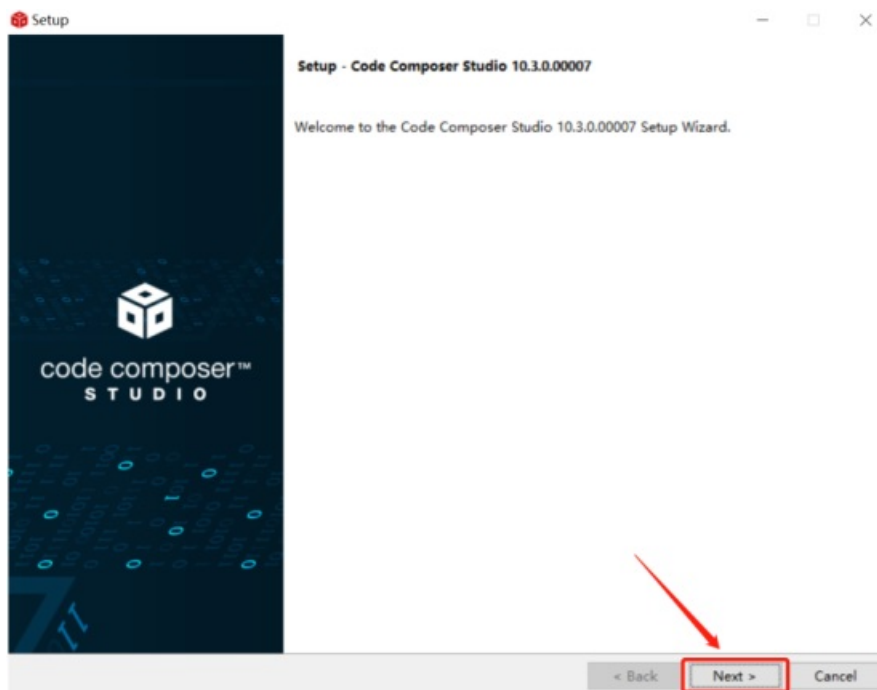 Setup
Setup - Code Composer Studio 10.3.0.00007
Welcome to the Code Composer Studio 10.3.0.00007 Setup Wizard.
code composer™
STUDIO
< Back
Next >
Cancel